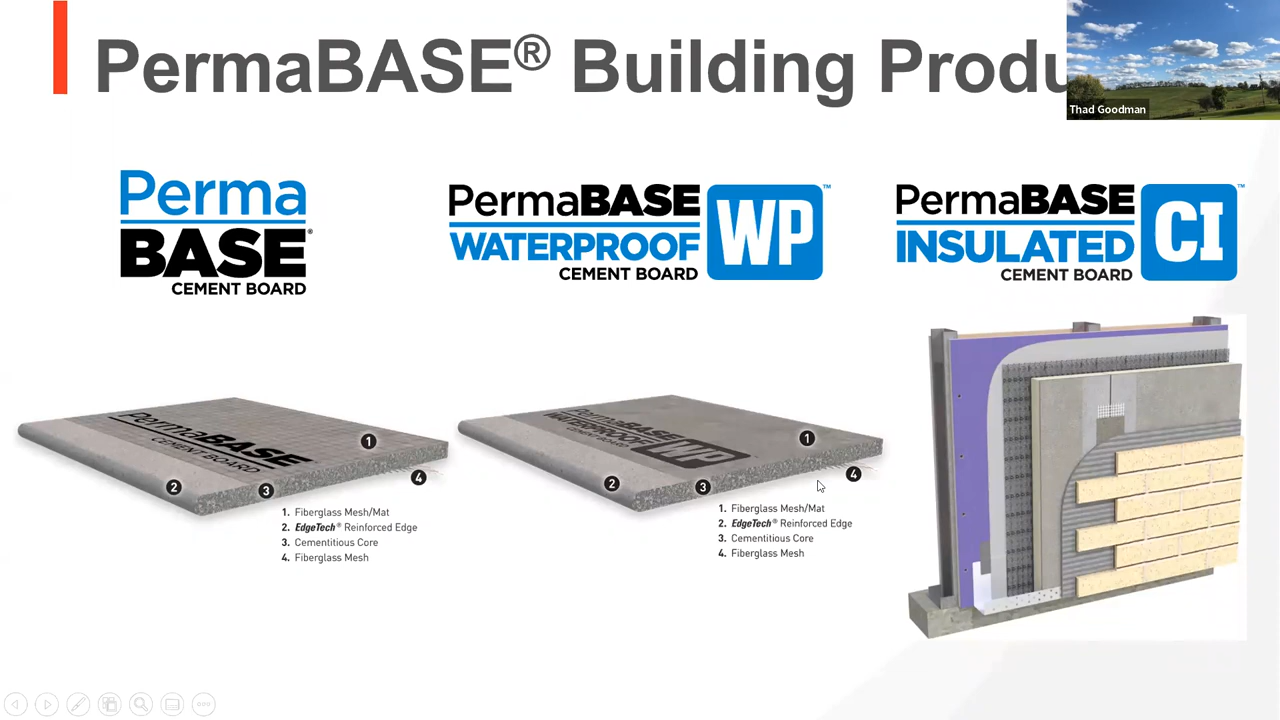 PermaBASE® Building Produ
Thad Goodman
Perma
BASE®
CEMENT BOARD
PermaBASE
WATERPROOF
CEMENT BOARD
WP™
PermaBASE
INSULATED
CEMENT BOARD
CI™
PermaBASE
CEMENT BOARD
1
2
3
4
1. Fiberglass Mesh/Mat
2. EdgeTech® Reinforced Edge
3. Cementitious Core
4. Fiberglass Mesh
PermaBASE
WATERPROOF
CEMENT BOARD
WP
1
2
3
4
1. Fiberglass Mesh/Mat
2. EdgeTech® Reinforced Edge
3. Cementitious Core
4. Fiberglass Mesh